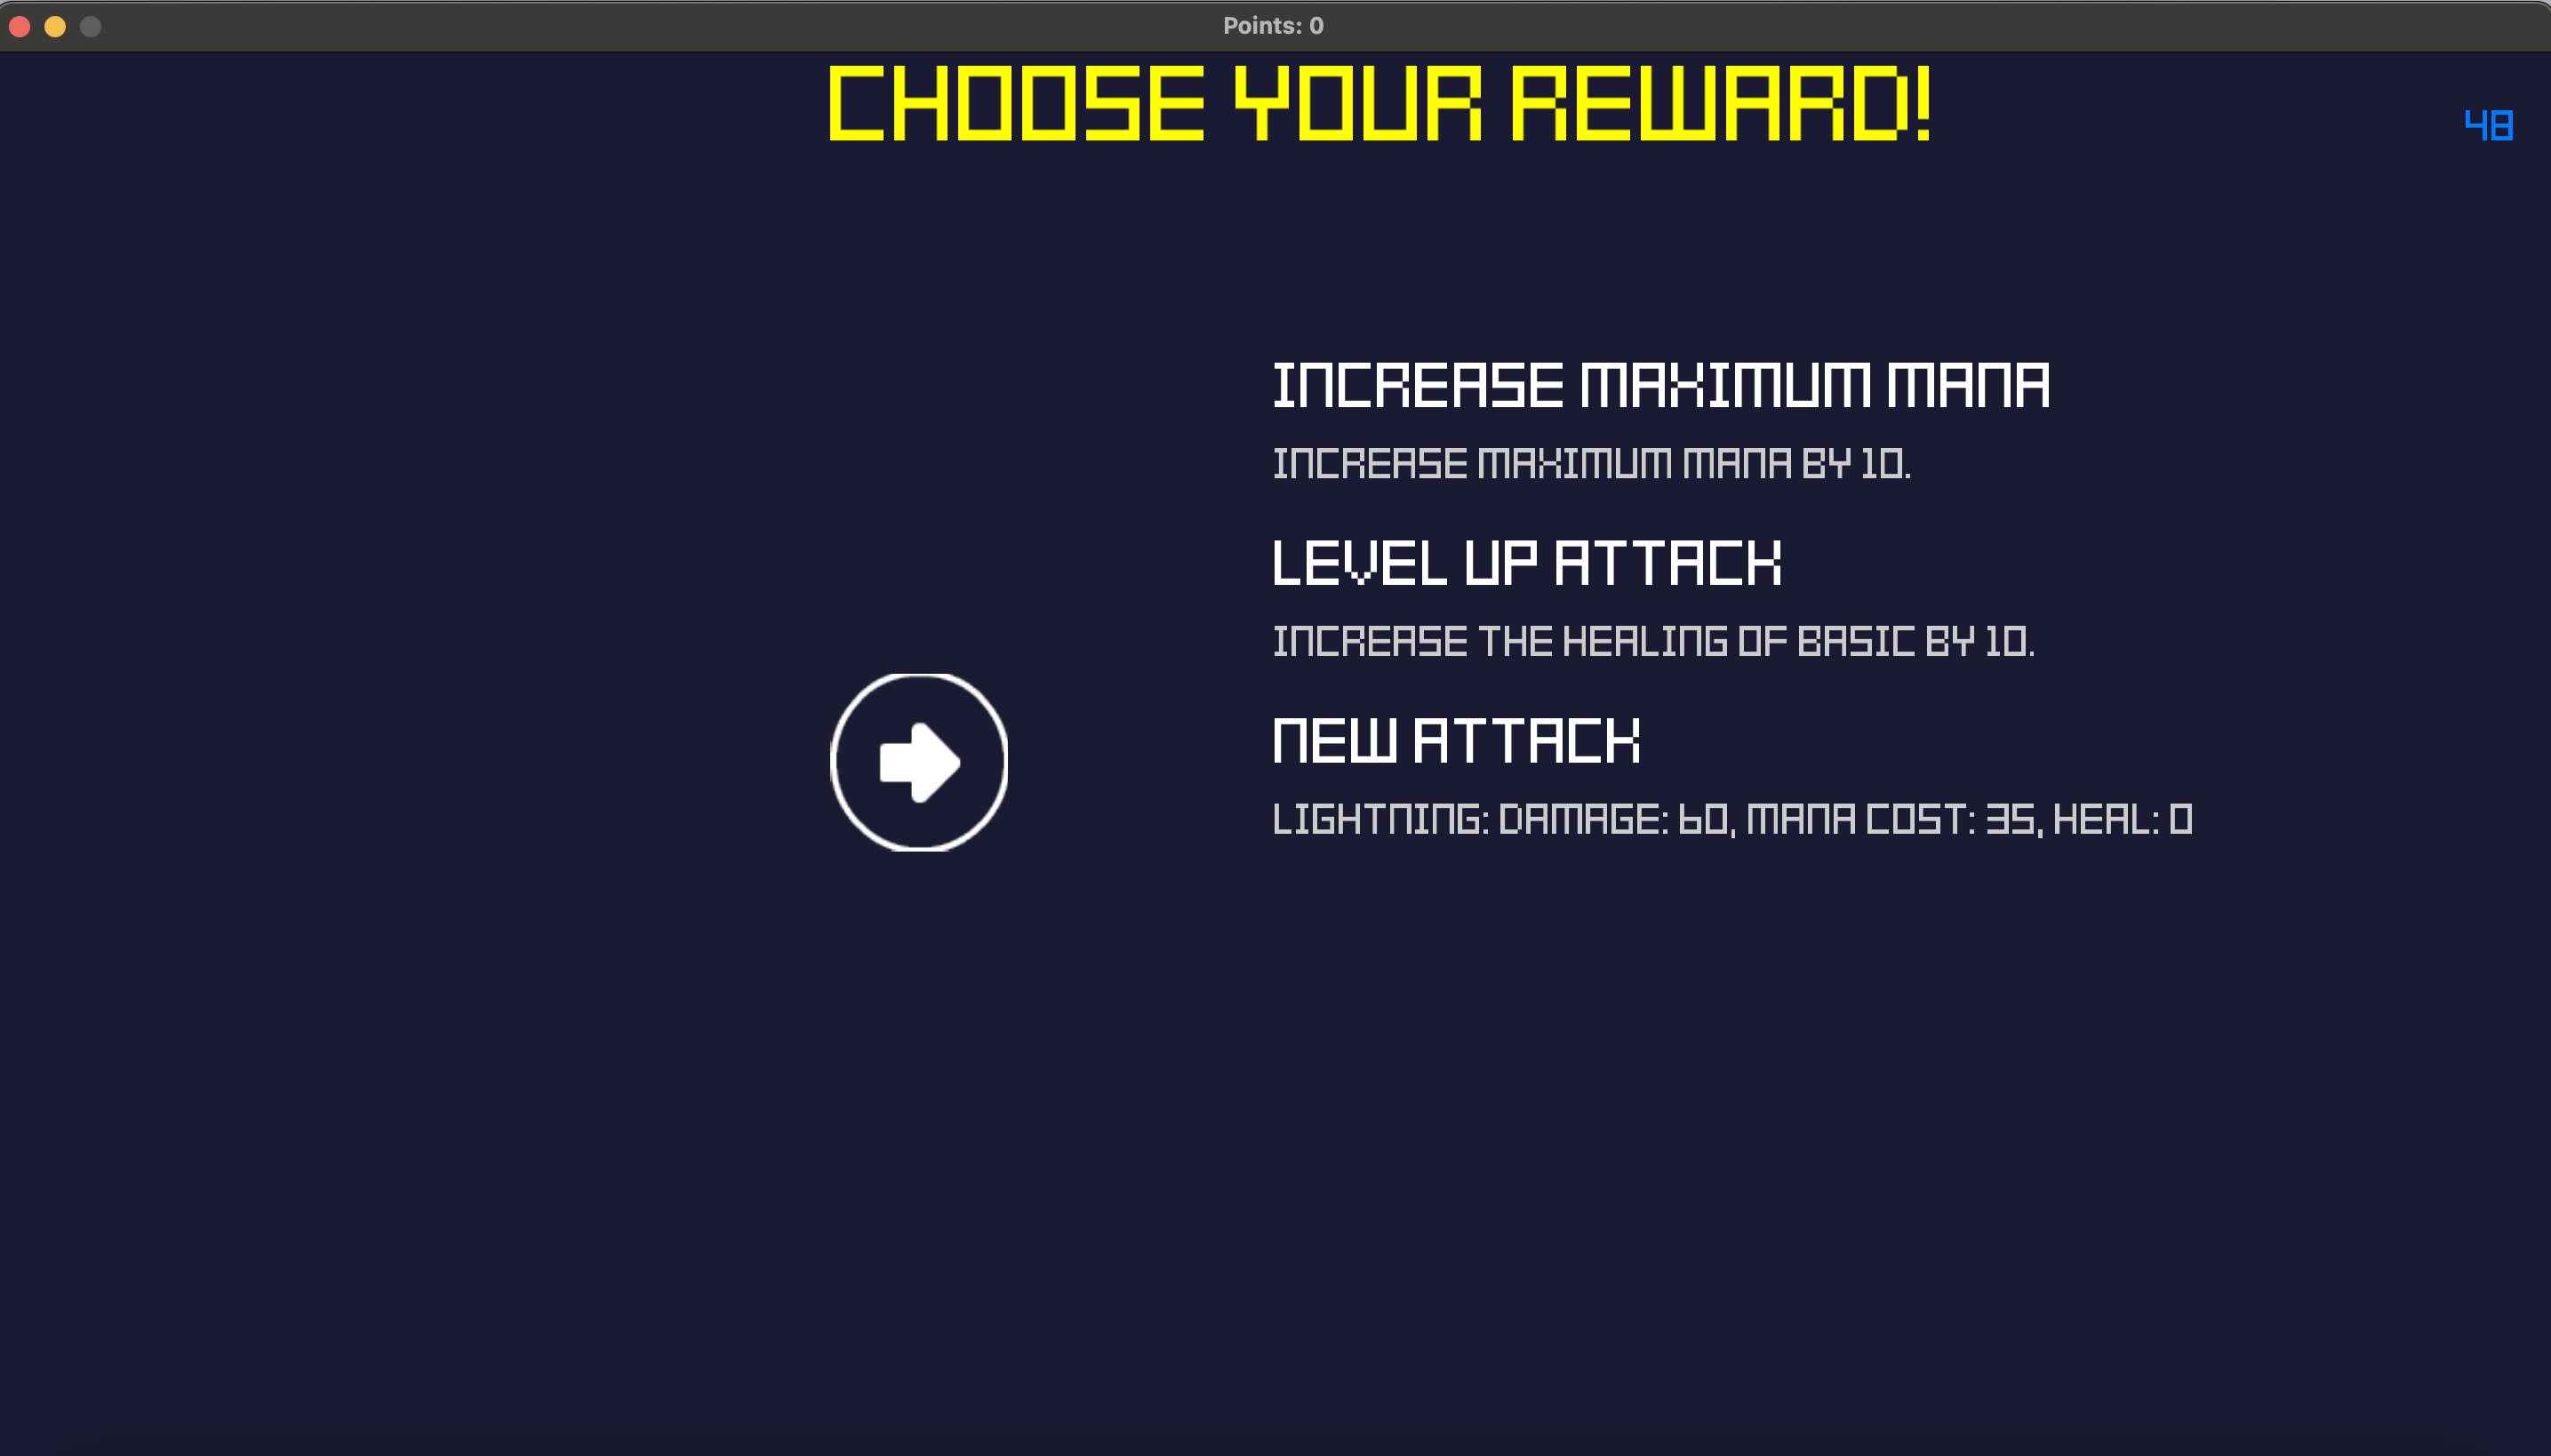 Points: 0
CHOOSE YOUR REWARD!
48
INCREASE MAXIMUM MANA
INCREASE MAXIMUM MANA BY 10.
LEVEL UP ATTACK
INCREASE THE HEALING OF BASIC BY 10.
NEW ATTACK
LIGHTNING: DAMAGE: 60, MANA COST: 35, HEAL: 0